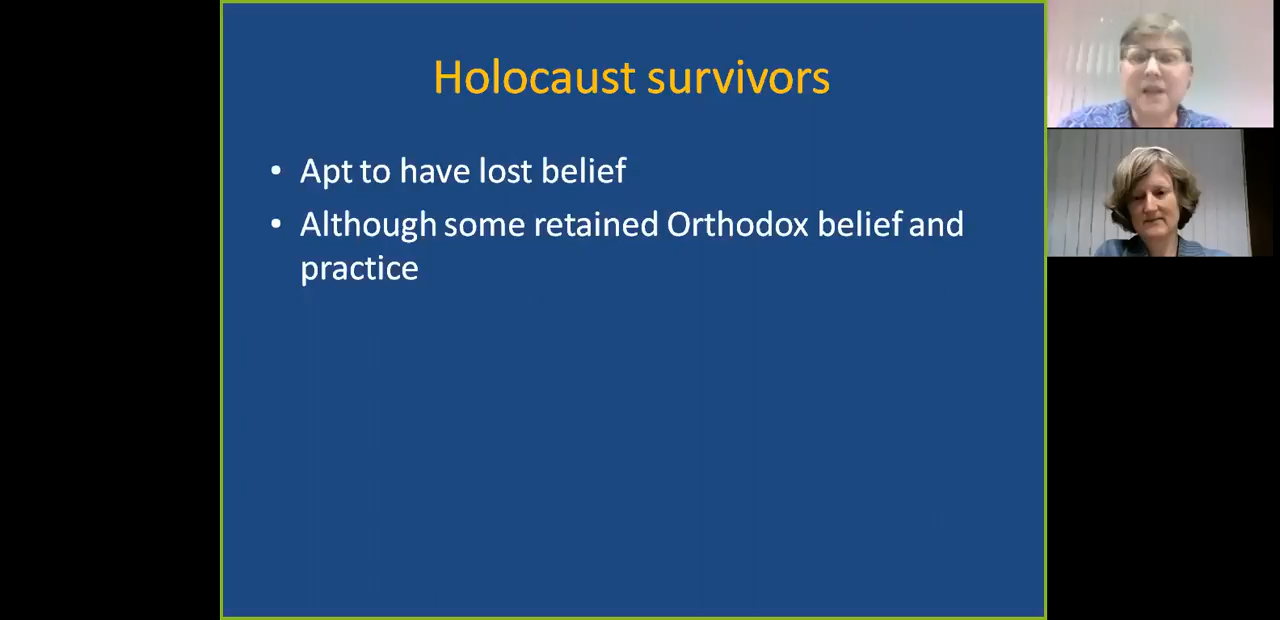 Holocaust survivors
• Apt to have lost belief
• Although some retained Orthodox belief and
practice